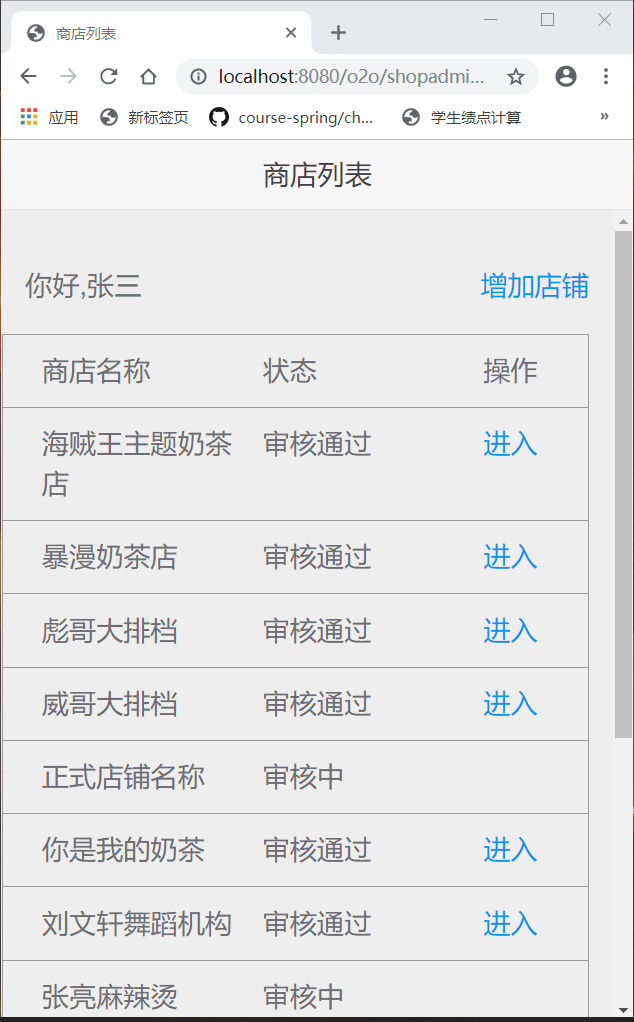 商店列表
localhost:8080/o2o/shopadmi...
应用 新标签页 course-spring/ch... 学生绩点计算 »
商店列表
你好,张三 增加店铺
商店名称 状态 操作
海贼王主题奶茶 审核通过 进入
店
暴漫奶茶店 审核通过 进入
彪哥大排档 审核通过 进入
威哥大排档 审核通过 进入
正式店铺名称 审核中
你是我的奶茶 审核通过 进入
刘文轩舞蹈机构 审核通过 进入
张亮麻辣烫 审核中